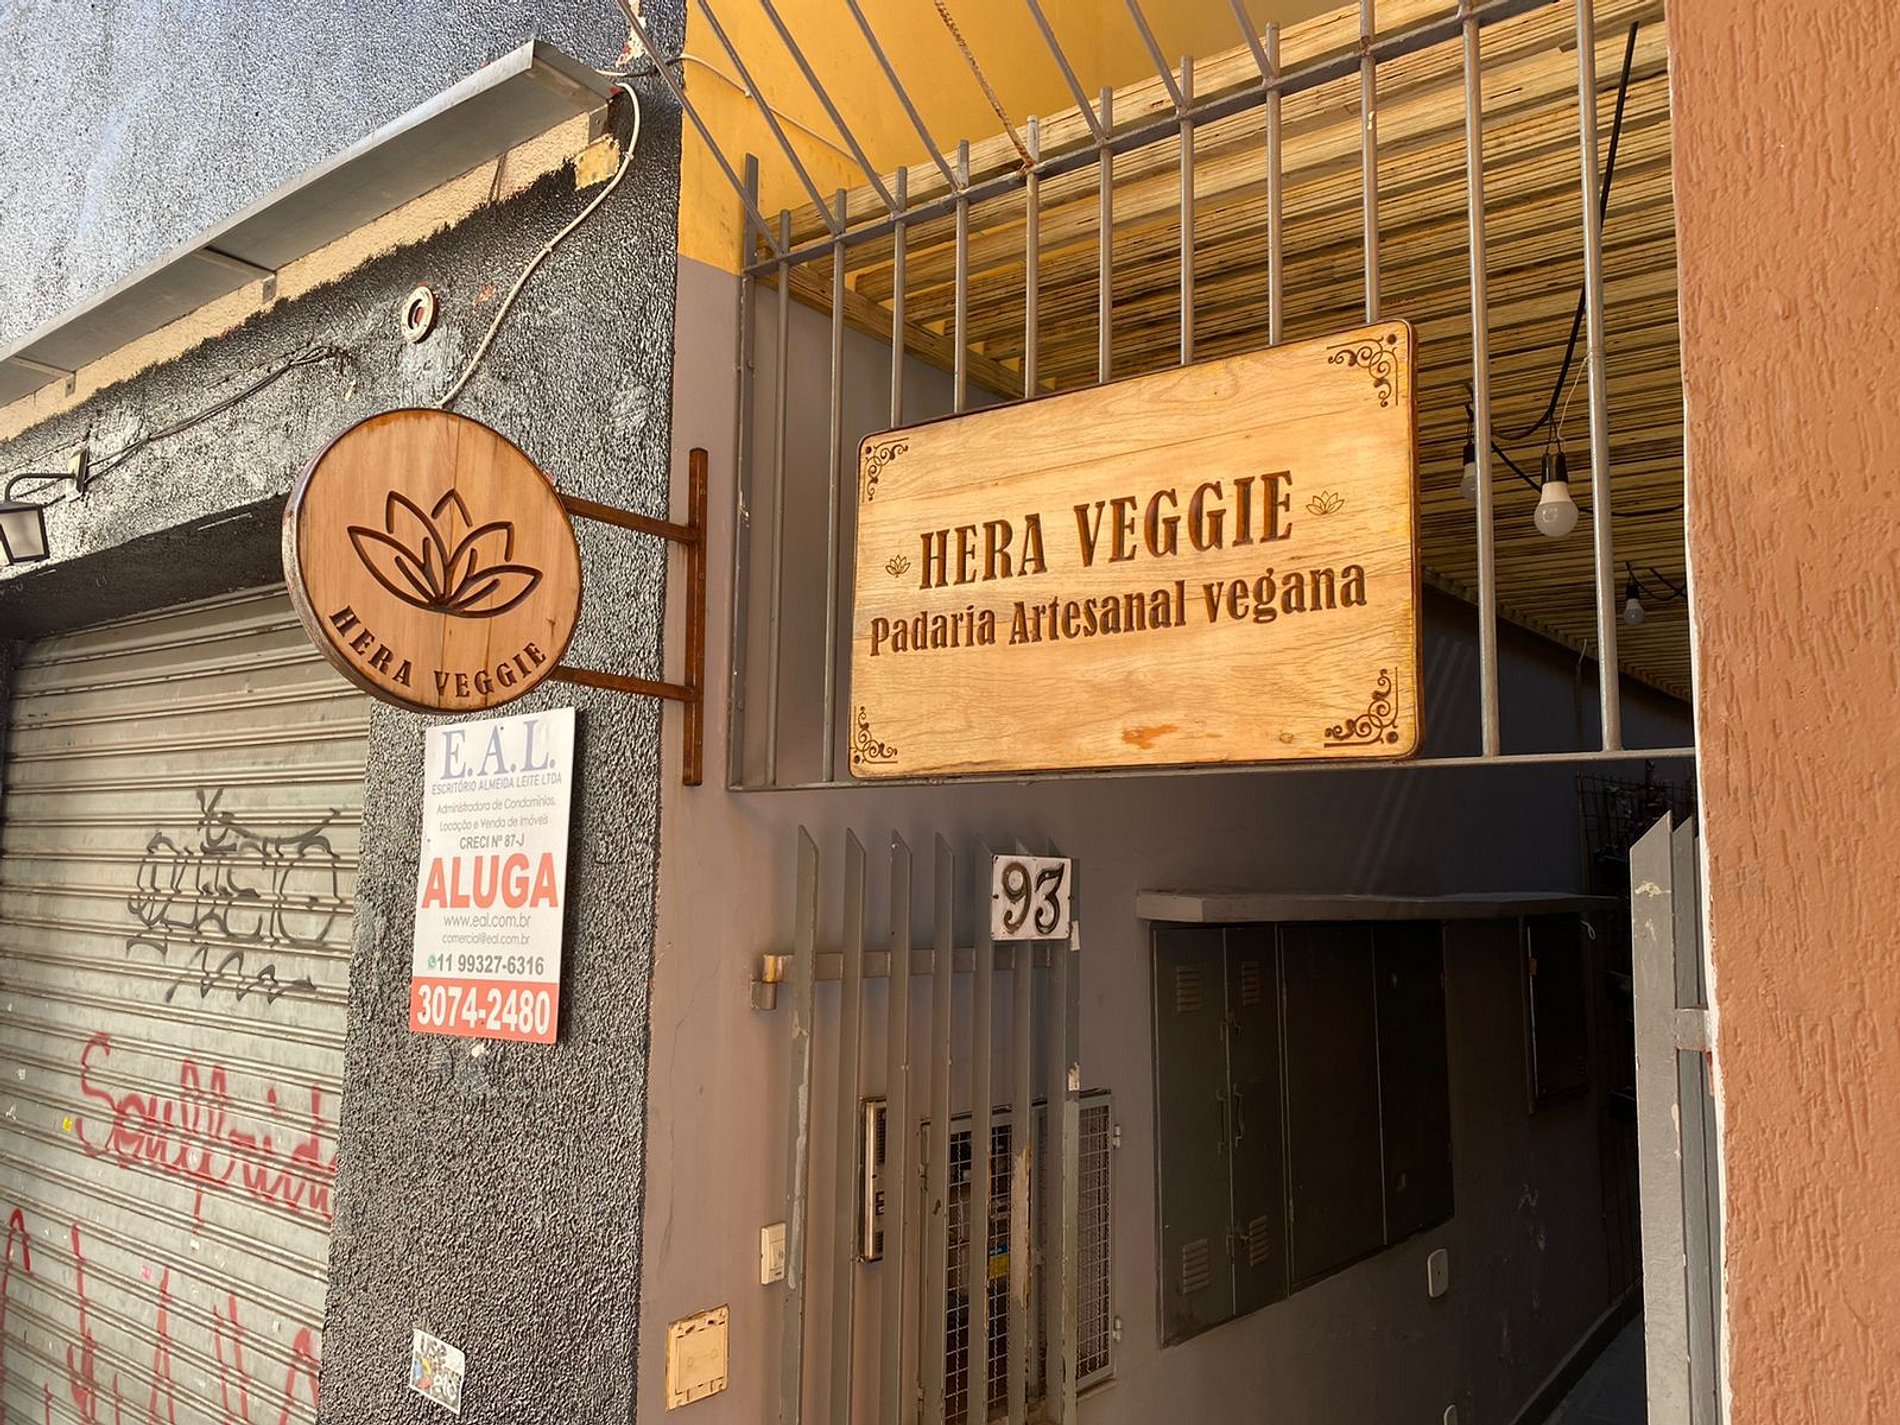 HERA VEGGIE
HERA VEGGIE
Padaria Artesanal vegana
E.A.L.
ESCRITÓRIO ALMEIDA LEITE LTDA
Administradora de Condomínios,
Locação e Venda de Imóveis
CRECI Nº 87-J
ALUGA
www.eal.com.br
comercial@eal.com.br
11 99327-6316
3074-2480
93